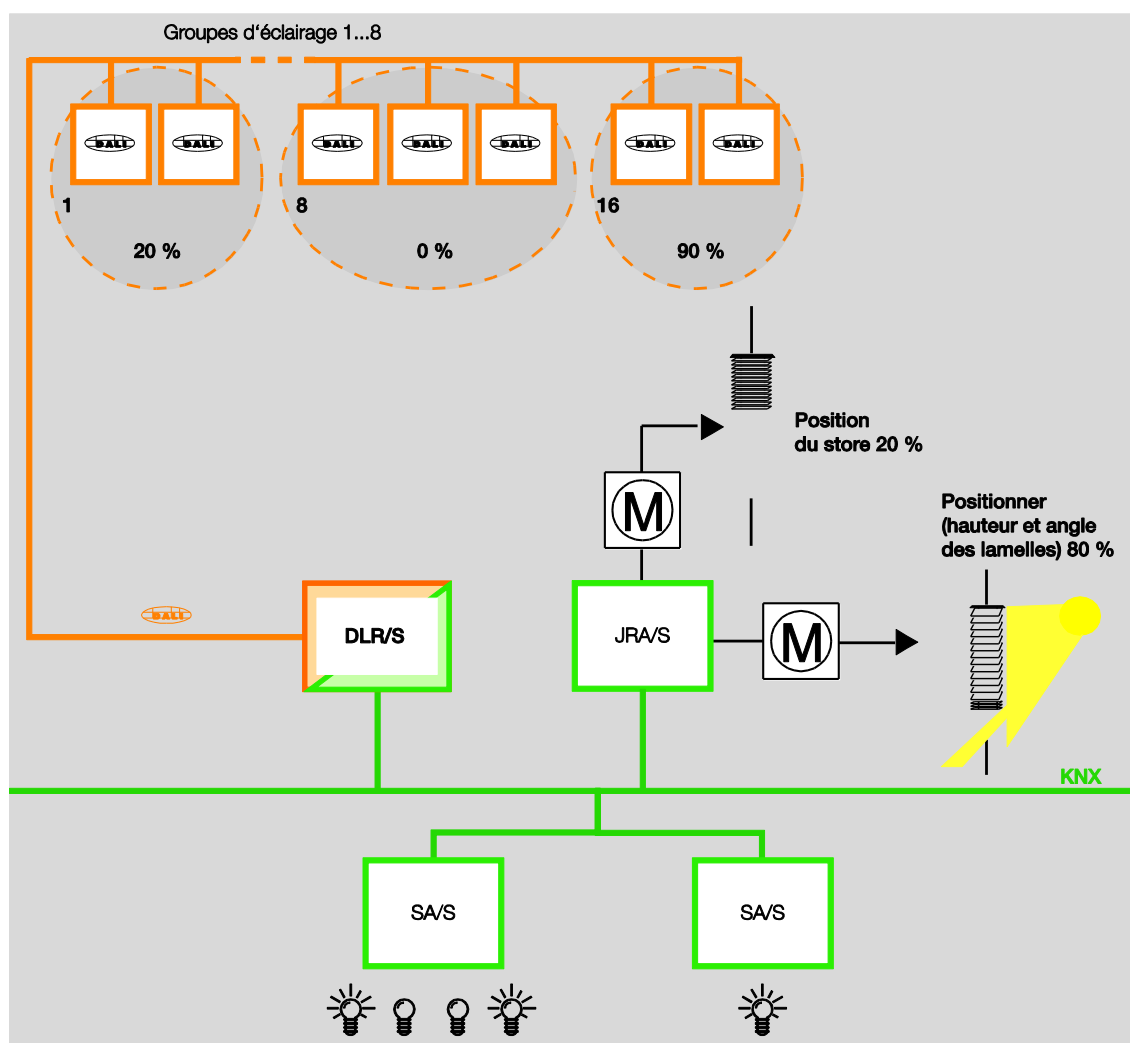 Groupes d‘éclairage 1...8
DALI DALI DALI DALI DALI DALI DALI
1 8 16
20 % 0 % 90 %
Position
du store 20 %
M
Positionner
(hauteur et angle
des lamelles) 80 %
DALI
DLR/S
JRA/S
M
KNX
SA/S SA/S